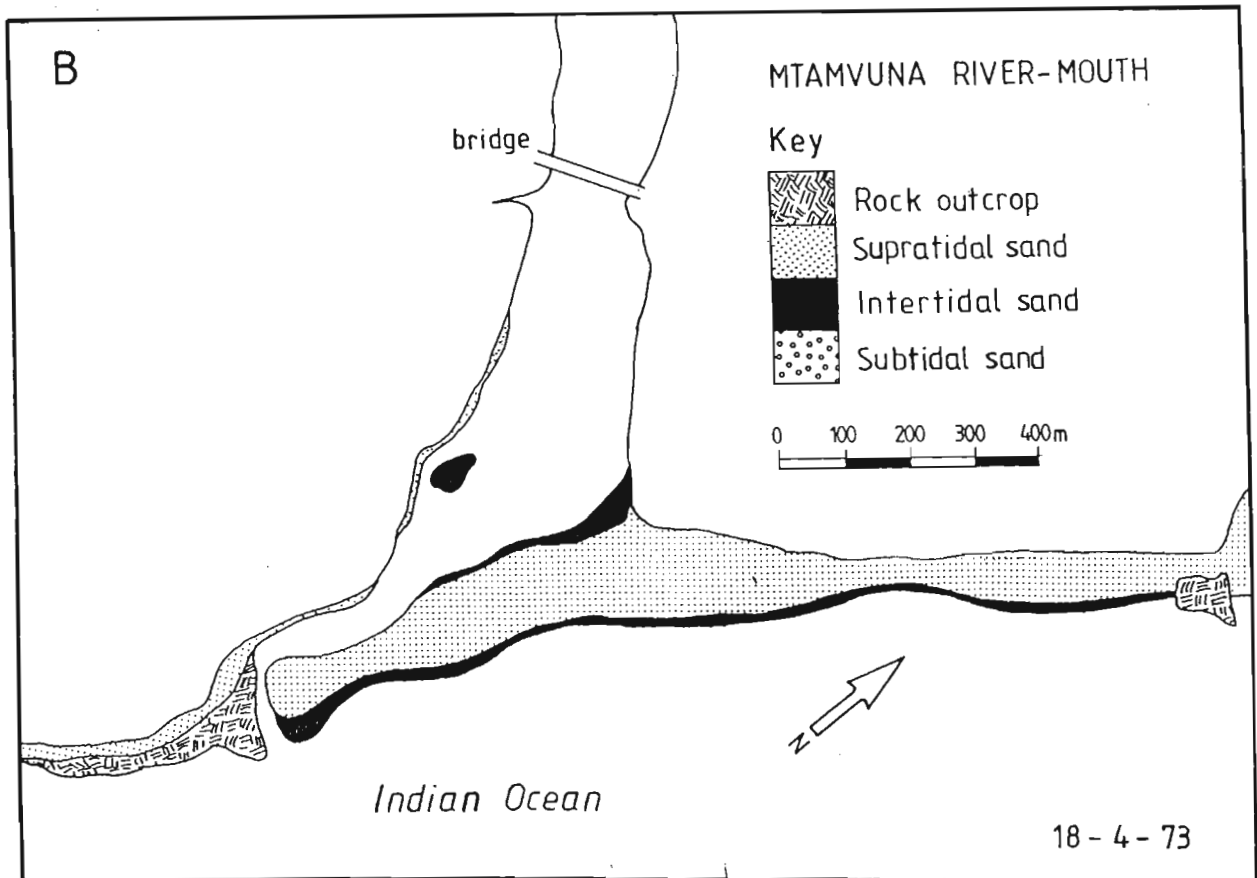 B
MTAMVUNA RIVER-MOUTH
Key
Rock outcrop
Supratidal sand
Intertidal sand
Subtidal sand
0 100 200 300 400m
bridge
N
Indian Ocean
18-4-73